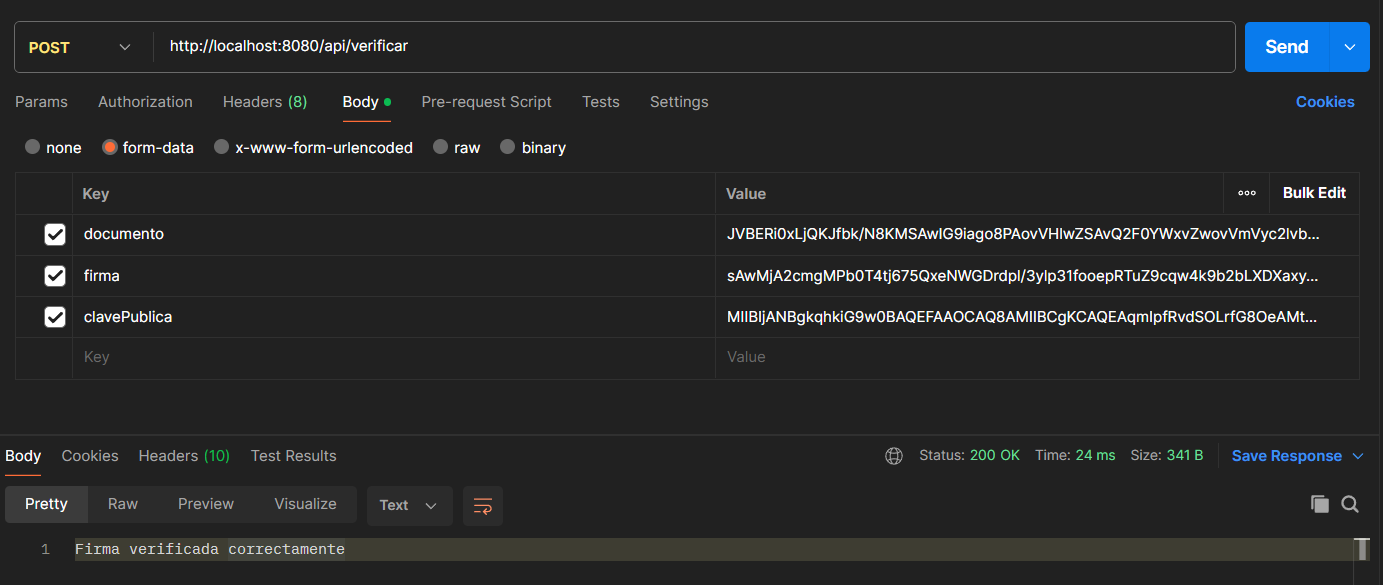 POST http://localhost:8080/api/verificar Send
Params Authorization Headers (8) Body Pre-request Script Tests Settings Cookies
none form-data x-www-form-urlencoded raw binary
Key Value Bulk Edit
documento JVBERi0xLjQKJfbk/N8KMSAwIG9iago8PAovVHlwZSAvQ2F0YWxvZwovVmVyc2lvb...
firma sAwMjA2cmgMPb0T4tj675QxeNWGDrdpl/3ylp31fooepRTuZ9cqw4k9b2bLXDXaxy...
clavePublica MIIBIjANBgkqhkiG9w0BAQEFAAOCAQ8AMIIBCgKCAQEAqmIpfRvdSOLrfG8OeAMt...
Key Value
Body Cookies Headers (10) Test Results Status: 200 OK Time: 24 ms Size: 341 B Save Response
Pretty Raw Preview Visualize Text
1 Firma verificada correctamente